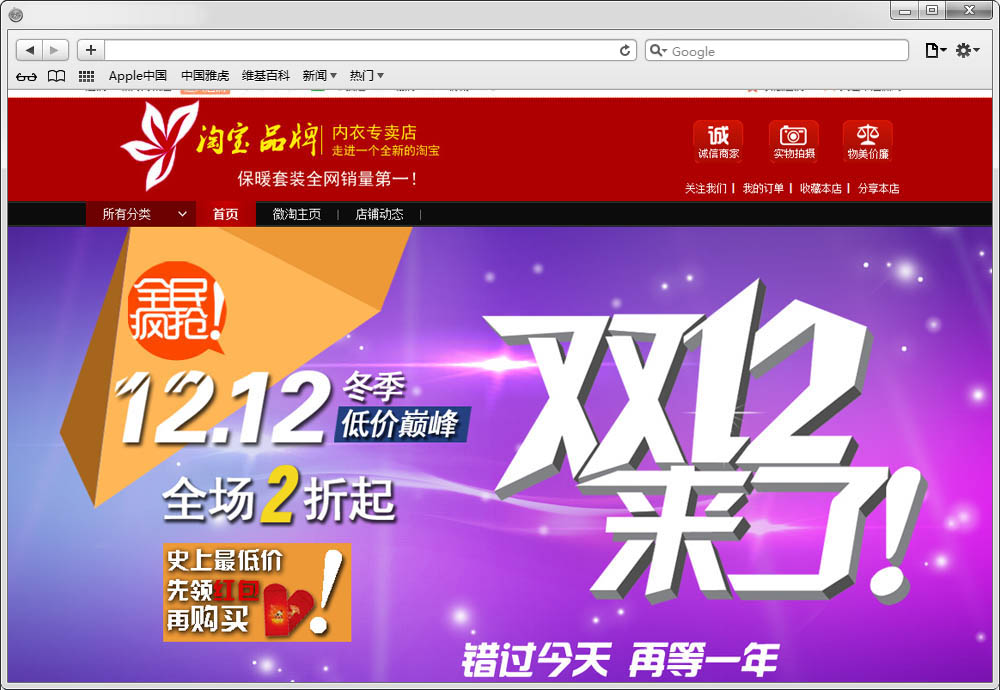 Google
Apple中国 中国雅虎 维基百科 新闻 热门
淘宝品牌
内衣专卖店
走进一个全新的淘宝
保暖套装全网销量第一!
诚
诚信商家
实物拍摄
物美价廉
关注我们 | 我的订单 | 收藏本店 | 分享本店
所有分类 首页 微淘主页 | 店铺动态 |
全民
疯抢!
12.12
冬季
低价巅峰
全场2折起
史上最低价
先领红包
再购买!
双12
来了!
错过今天 再等一年